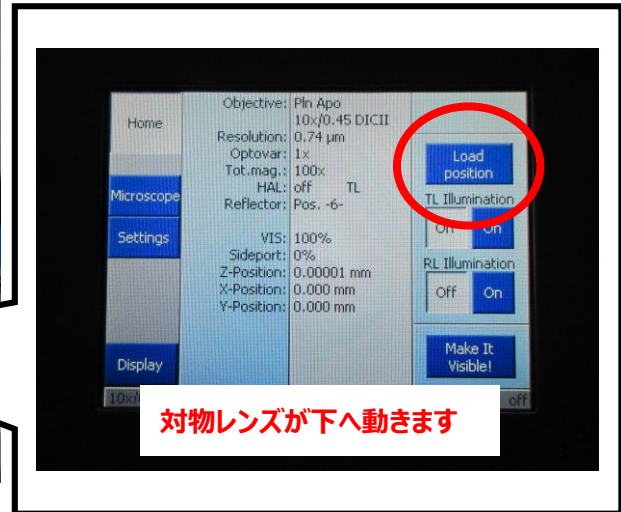 Home
Microscope
Settings
Display
Objective: Pln Apo
10x/0.45 DICII
Resolution: 0.74 µm
Optovar: 1x
Tot.mag.: 100x
HAL: off TL
Reflector: Pos. -6-
VIS: 100%
Sideport: 0%
Z-Position: 0.00001 mm
X-Position: 0.000 mm
Y-Position: 0.000 mm
Load
position
TL Illumination
Off On
RL Illumination
Off On
Make It
Visible!
off
対物レンズが下へ動きます